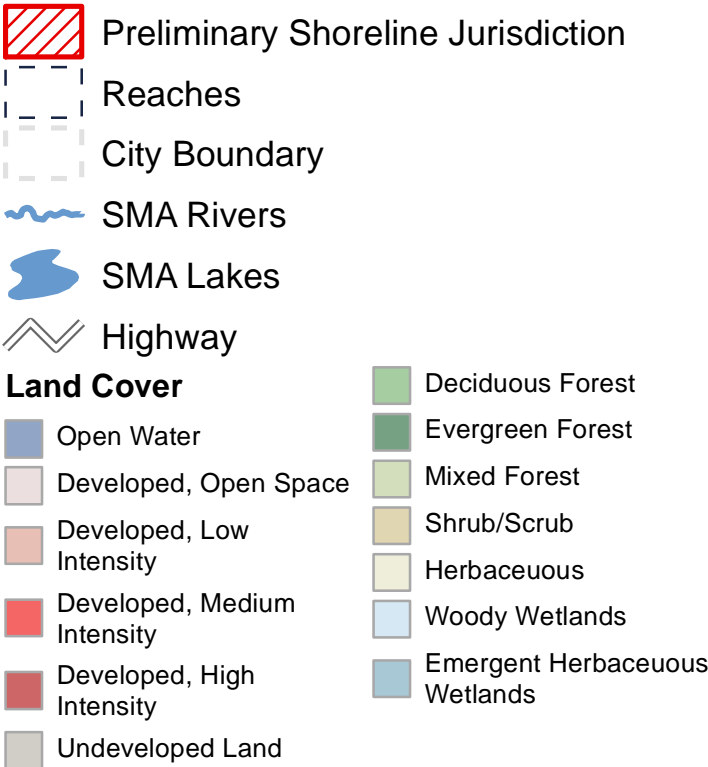 Preliminary Shoreline Jurisdiction
Reaches
City Boundary
SMA Rivers
SMA Lakes
Highway
Land Cover
Open Water
Developed, Open Space
Developed, Low
Intensity
Developed, Medium
Intensity
Developed, High
Intensity
Undeveloped Land
Deciduous Forest
Evergreen Forest
Mixed Forest
Shrub/Scrub
Herbaceuous
Woody Wetlands
Emergent Herbaceuous
Wetlands